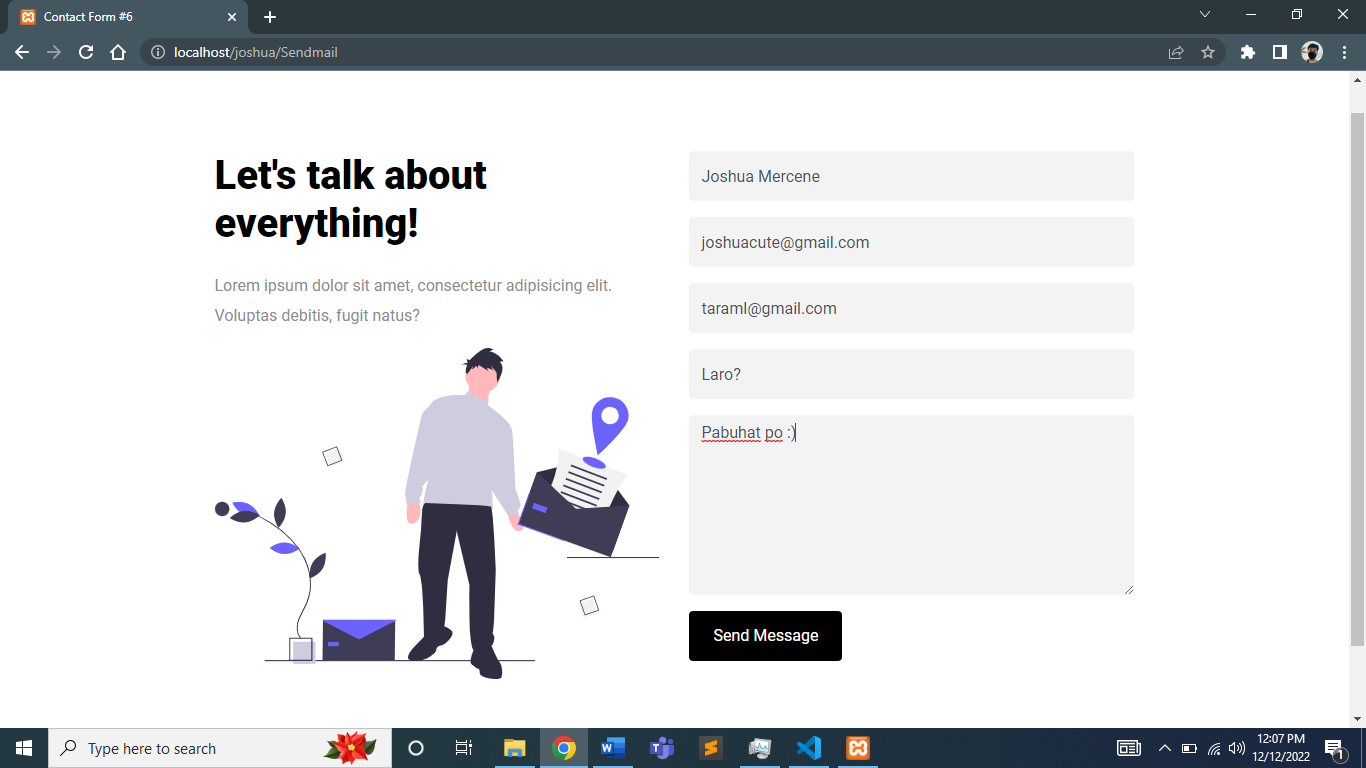 Contact Form #6
localhost/joshua/Sendmail
Let's talk about
everything!
Lorem ipsum dolor sit amet, consectetur adipisicing elit.
Voluptas debitis, fugit natus?
Joshua Mercene
joshuacute@gmail.com
taraml@gmail.com
Laro?
Pabuhat po :)
Send Message
Type here to search
12:07 PM
12/12/2022
1